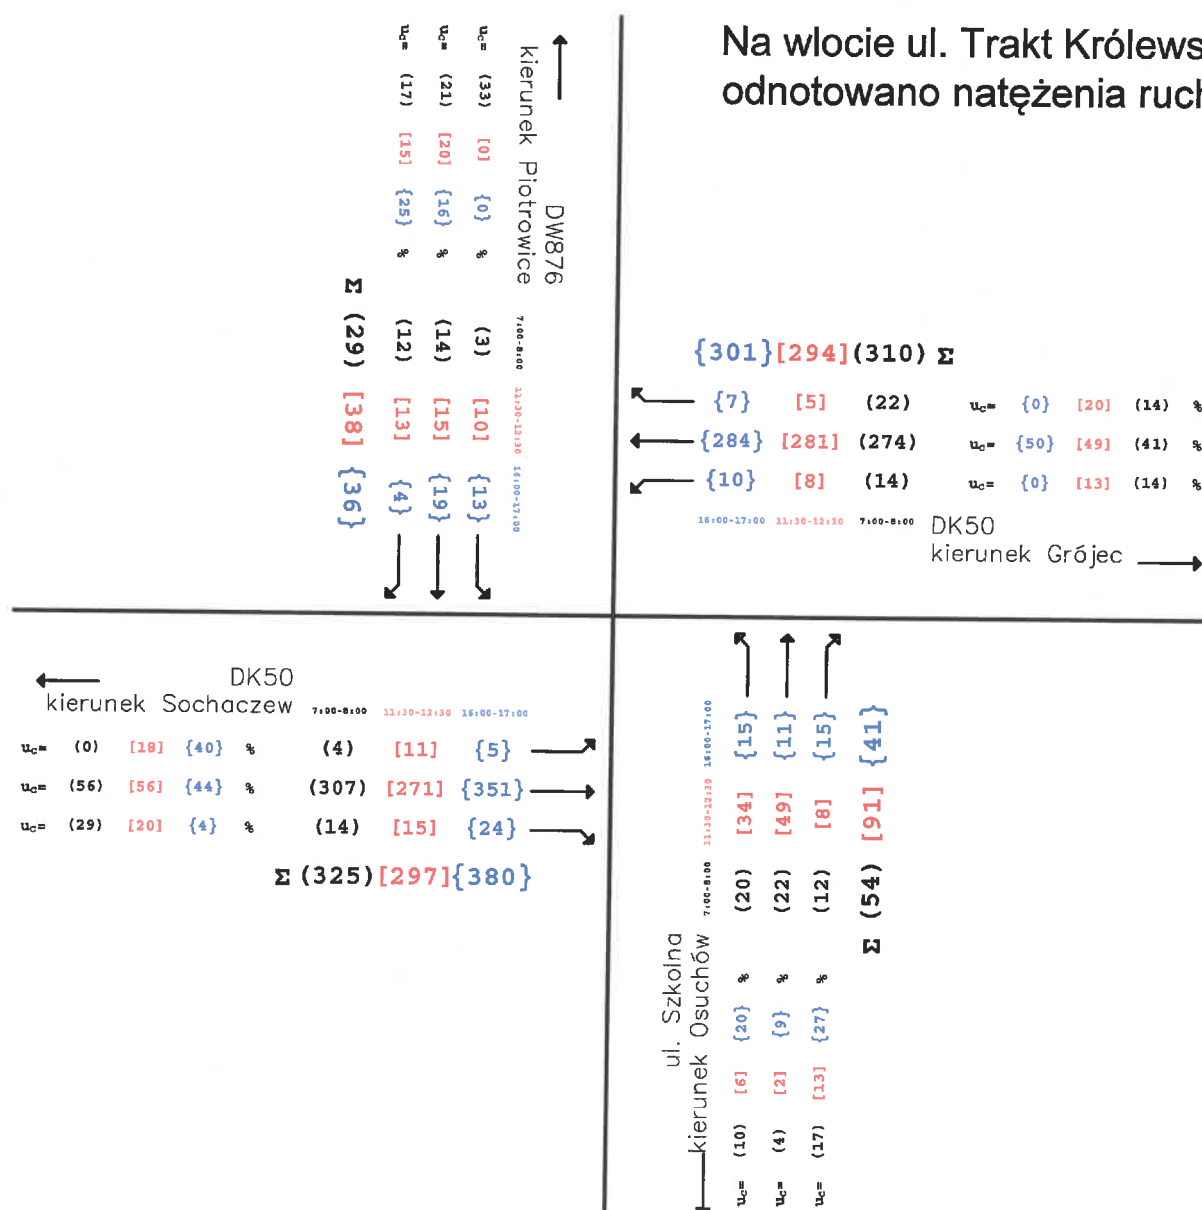 Na wlocie ul. Trakt Królews
odnotowano natężenia ruch
DW876
kierunek Piotrowice
7:00-8:00 11:30-12:30 16:00-17:00
uc= (33) [0] {0} % (3) [10] {13}
uc= (21) [20] {16} % (14) [15] {19}
uc= (17) [15] {25} % (12) [13] {4}
Σ (29) [38] {36}
{301} [294] (310) Σ
{7} [5] (22) uc= {0} [20] (14) %
{284} [281] (274) uc= {50} [49] (41) %
{10} [8] (14) uc= {0} [13] (14) %
16:00-17:00 11:30-12:30 7:00-8:00
DK50
kierunek Grójec
DK50
kierunek Sochaczew
7:00-8:00 11:30-12:30 16:00-17:00
uc= (0) [18] {40} % (4) [11] {5}
uc= (56) [56] {44} % (307) [271] {351}
uc= (29) [20] {4} % (14) [15] {24}
Σ (325) [297] {380}
ul. Szkolna
kierunek Osuchów
7:00-8:00 11:30-12:30 16:00-17:00
uc= (10) [6] {20} % (20) [34] {15}
uc= (4) [2] {9} % (22) [49] {11}
uc= (17) [13] {27} % (12) [8] {15}
Σ (54) [91] {41}